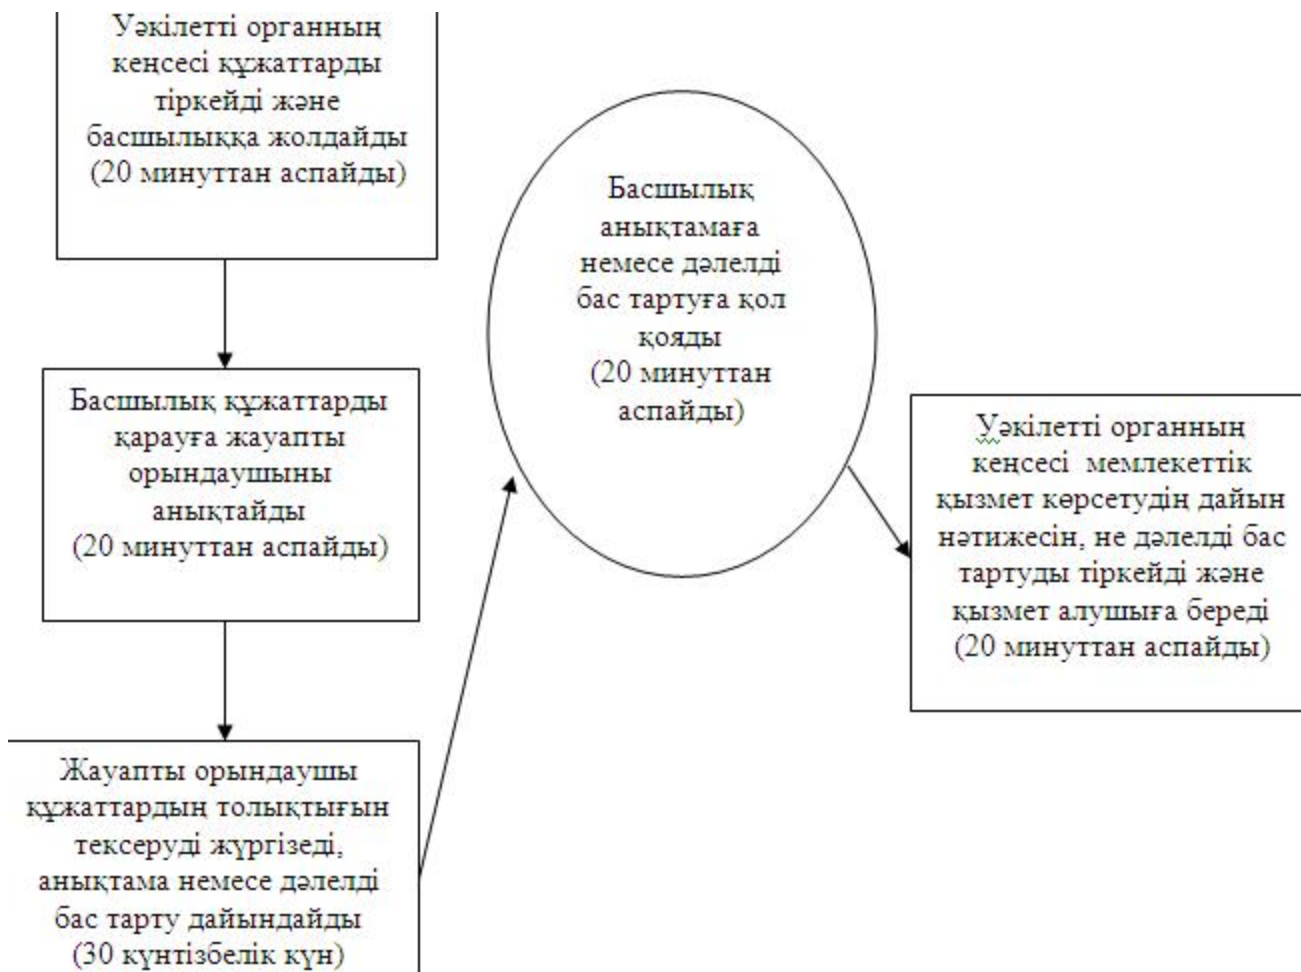 Уәкілетті органның
кеңсесі құжаттарды
тіркейді және
басшылыққа жолдайды
(20 минуттан аспайды)
Басшылық құжаттарды
қарауға жауапты
орындаушыны
анықтайды
(20 минуттан аспайды)
Жауапты орындаушы
құжаттардың толықтығын
тексеруді жүргізеді,
анықтама немесе дәлелді
бас тарту дайындайды
(30 күнтізбелік күн)
Басшылық
анықтамаға
немесе дәлелді
бас тартуға қол
қояды
(20 минуттан
аспайды)
Уәкілетті органның
кеңсесі мемлекеттік
қызмет көрсетудің дайын
нәтижесін, не дәлелді бас
тартуды тіркейді және
қызмет алушыға береді
(20 минуттан аспайды)